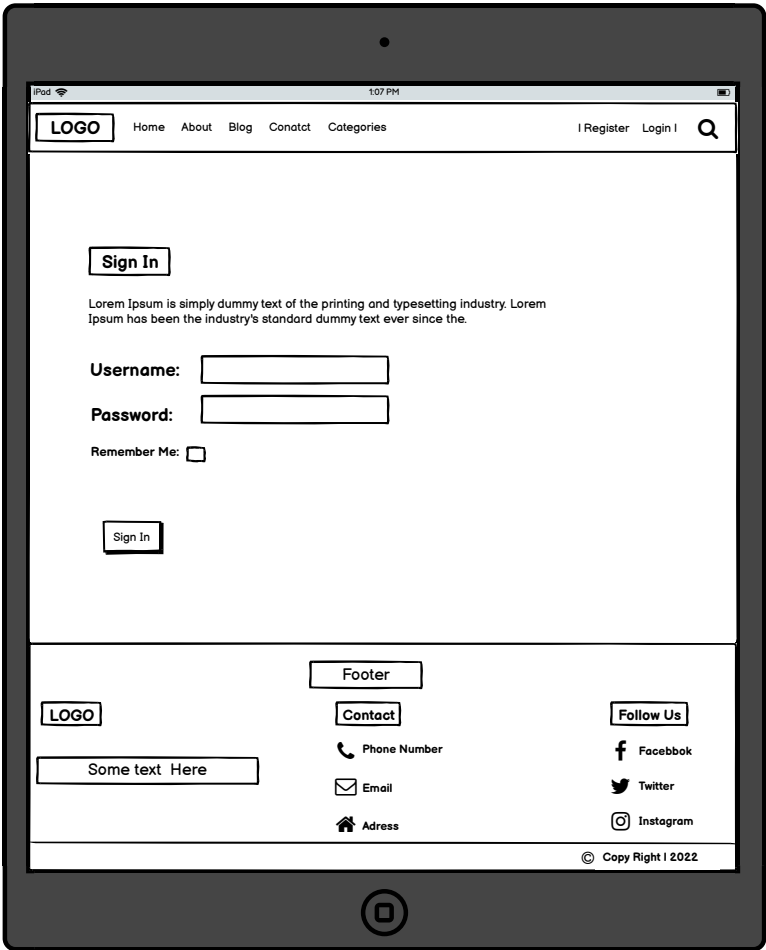 iPad 1:07 PM
LOGO Home About Blog Conatct Categories | Register Login |
Sign In
Lorem Ipsum is simply dummy text of the printing and typesetting industry. Lorem
Ipsum has been the industry's standard dummy text ever since the.
Username:
Password:
Remember Me:
Sign In
Footer
LOGO Contact Follow Us
Phone Number Facebbok
Some text Here
Email Twitter
Adress Instagram
© Copy Right | 2022